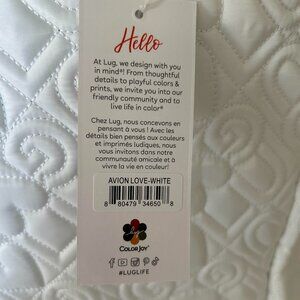 Hello
At Lug, we design with you
in mind®! From thoughtful
details to playful colors &
prints, we invite you into our
friendly community and to
live life in color®
Chez Lug, nous concevons en
pensant à vous ! Avec les
détails bien pensés aux couleurs
et imprimés ludiques, nous
vous invitons dans notre
communauté amicale et à
vivre la vie en couleur!
AVION LOVE-WHITE
8 80479 34650 8
COLORJOY
#LUGLIFE